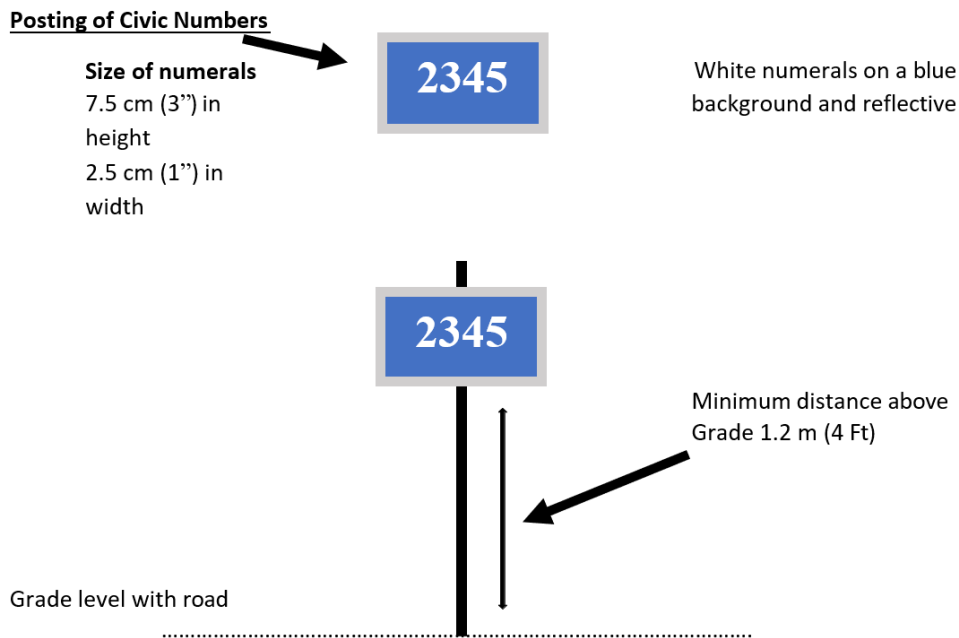 Posting of Civic Numbers
Size of numerals
7.5 cm (3”) in
height
2.5 cm (1”) in
width
2345
White numerals on a blue
background and reflective
2345
Minimum distance above
Grade 1.2 m (4 Ft)
Grade level with road